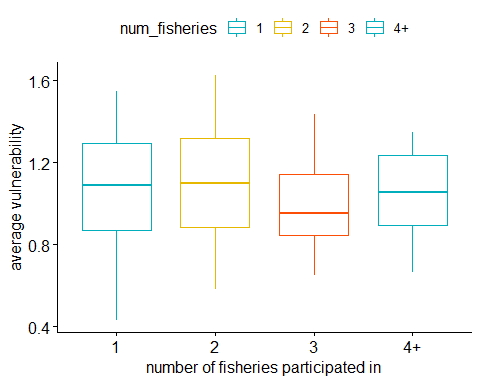 num_fisheries 1 2 3 4+
average vulnerability
1.6
1.2
0.8
0.4
1 2 3 4+
number of fisheries participated in